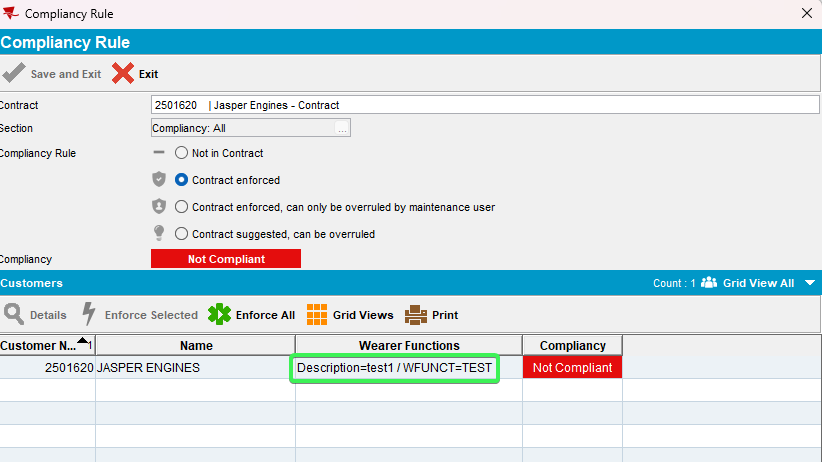 Compliancy Rule
Compliancy Rule
Save and Exit Exit
Contract 2501620 | Jasper Engines - Contract
Section Compliancy: All ...
Compliancy Rule Not in Contract
Contract enforced
Contract enforced, can only be overruled by maintenance user
Contract suggested, can be overruled
Compliancy Not Compliant
Customers Count : 1 Grid View All
Details Enforce Selected Enforce All Grid Views Print
Customer N... 1 Name Wearer Functions Compliancy
2501620 JASPER ENGINES Description=test1 / WFUNCT=TEST Not Compliant